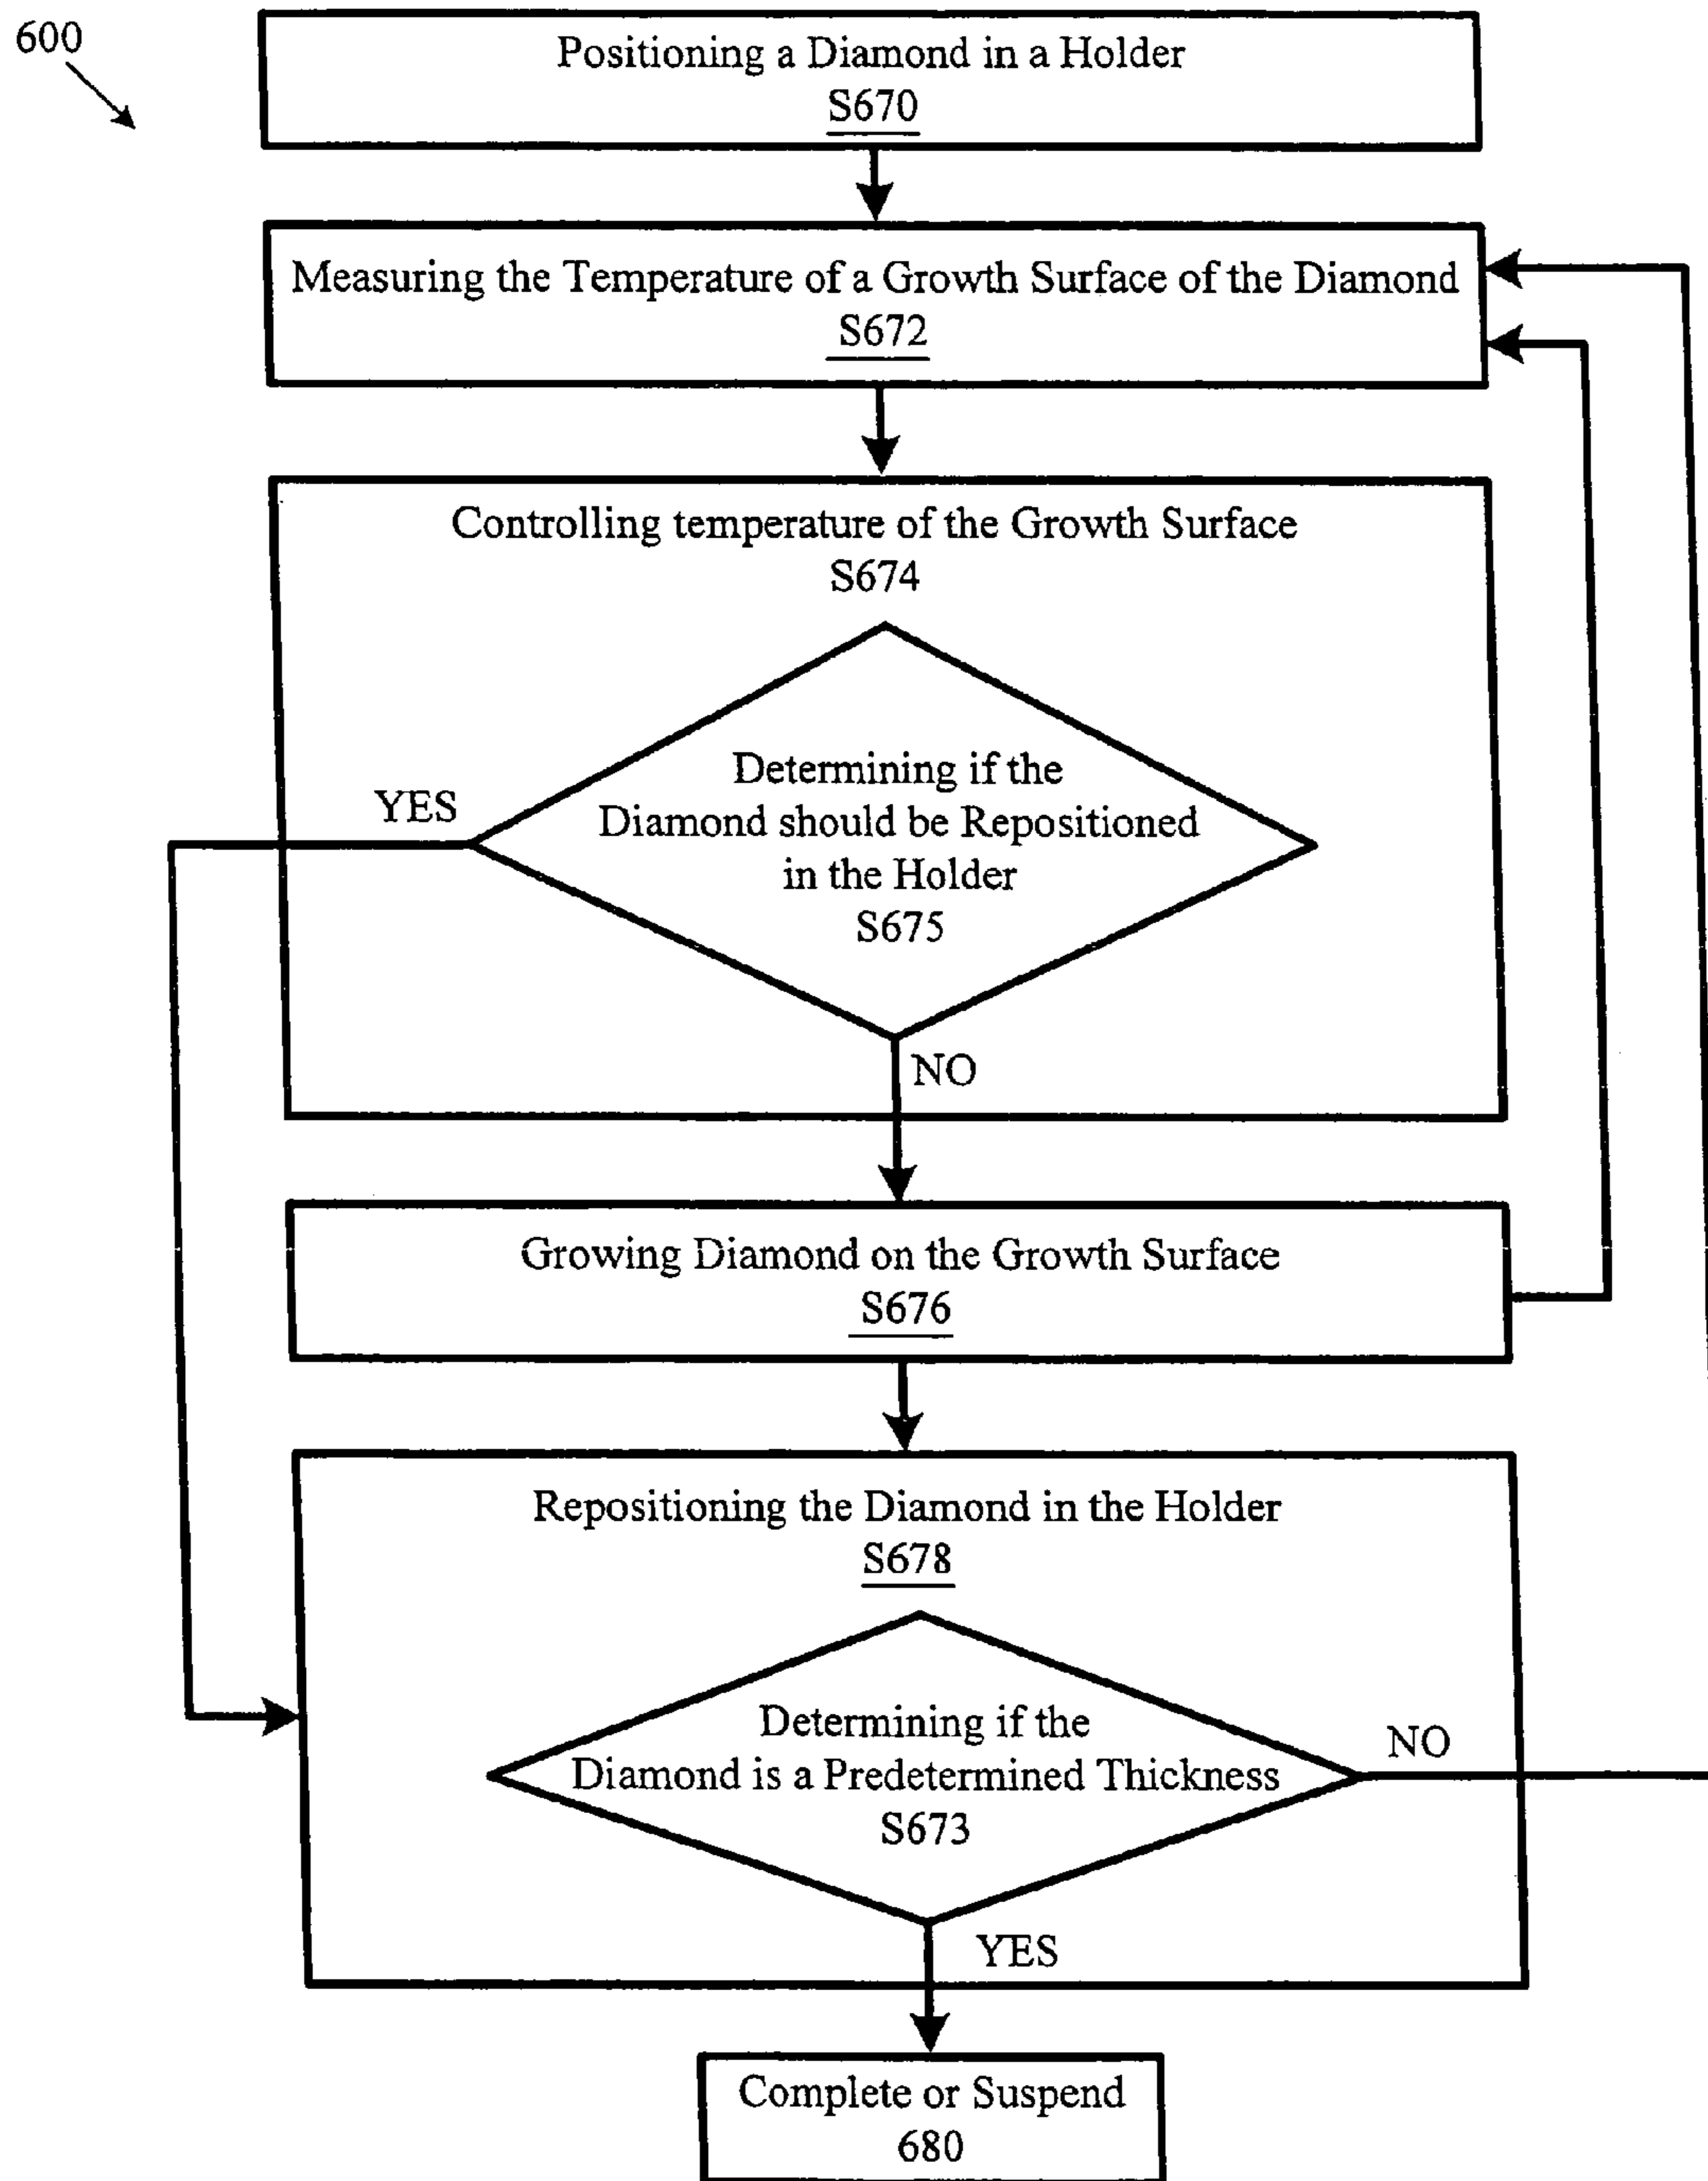 600
Positioning a Diamond in a Holder
S670
Measuring the Temperature of a Growth Surface of the Diamond
S672
Controlling temperature of the Growth Surface
S674
Determining if the
YES
Diamond should be Repositioned
in the Holder
S675
NO
Growing Diamond on the Growth Surface
S676
Repositioning the Diamond in the Holder
S678
Determining if the
NO
Diamond is a Predetermined Thickness
S673
YES
Complete or Suspend
680